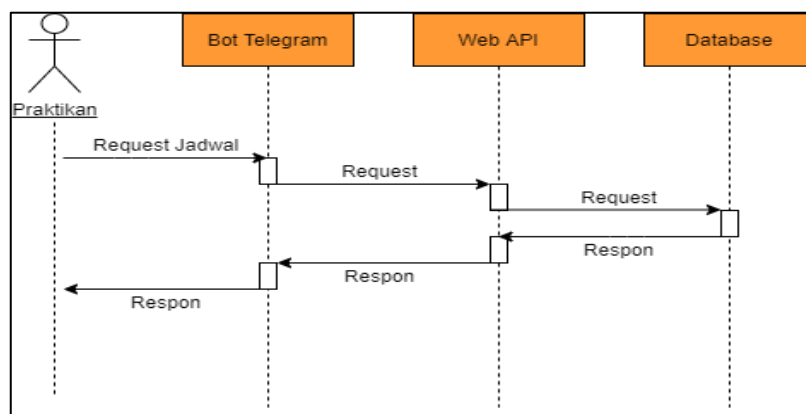 Bot Telegram
Web API
Database
Praktikan
Request Jadwal
Request
Request
Respon
Respon
Respon